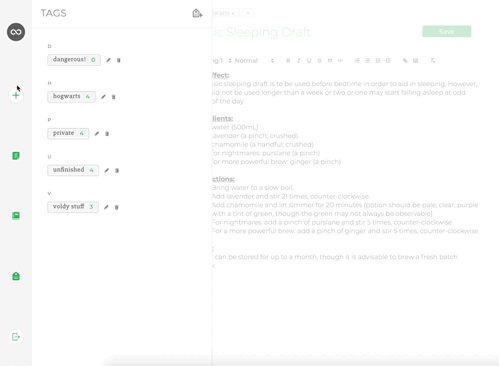 TAGS
D
dangerous! 0
H
hogwarts 4
P
private 4
U
unfinished 4
V
voldy stuff 3
ic Sleeping Draft
Save
Normal
B I U
ffect:
asic sleeping draft is to be used before bedtime in order to aid in sleeping. However,
ld not be used longer than a week or two or one may start falling asleep at odd
of the day.
dients:
water (500mL)
lavender (a pinch; crushed)
chamomile (a handful; crushed)
for nightmares: purslane (a pinch)
for more powerful brew: ginger (a pinch)
ctions:
Bring water to a slow boil.
Add lavender and stir 21 times, counter-clockwise.
Add chamomile and let simmer for 20 minutes (potion should be pale, clear, purple
with a tint of green, though the green may not always be observable)
For nightmares, add a pinch of purslane and stir 5 times, counter-clockwise
For a more powerful brew: add a pinch of ginger and stir 5 times, counter-clockwise
can be stored for up to a month, though it is advisable to brew a fresh batch